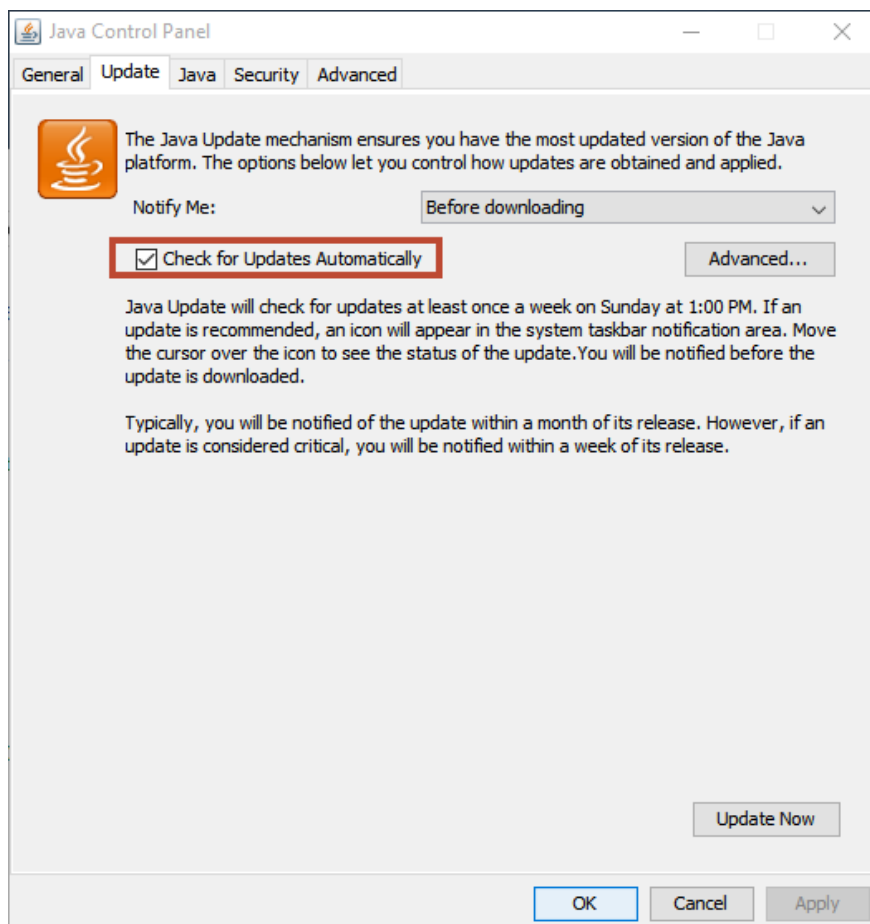 Java Control Panel
General Update Java Security Advanced
The Java Update mechanism ensures you have the most updated version of the Java
platform. The options below let you control how updates are obtained and applied.
Notify Me: Before downloading
Check for Updates Automatically Advanced...
Java Update will check for updates at least once a week on Sunday at 1:00 PM. If an
update is recommended, an icon will appear in the system taskbar notification area. Move
the cursor over the icon to see the status of the update.You will be notified before the
update is downloaded.
Typically, you will be notified of the update within a month of its release. However, if an
update is considered critical, you will be notified within a week of its release.
Update Now
OK Cancel Apply